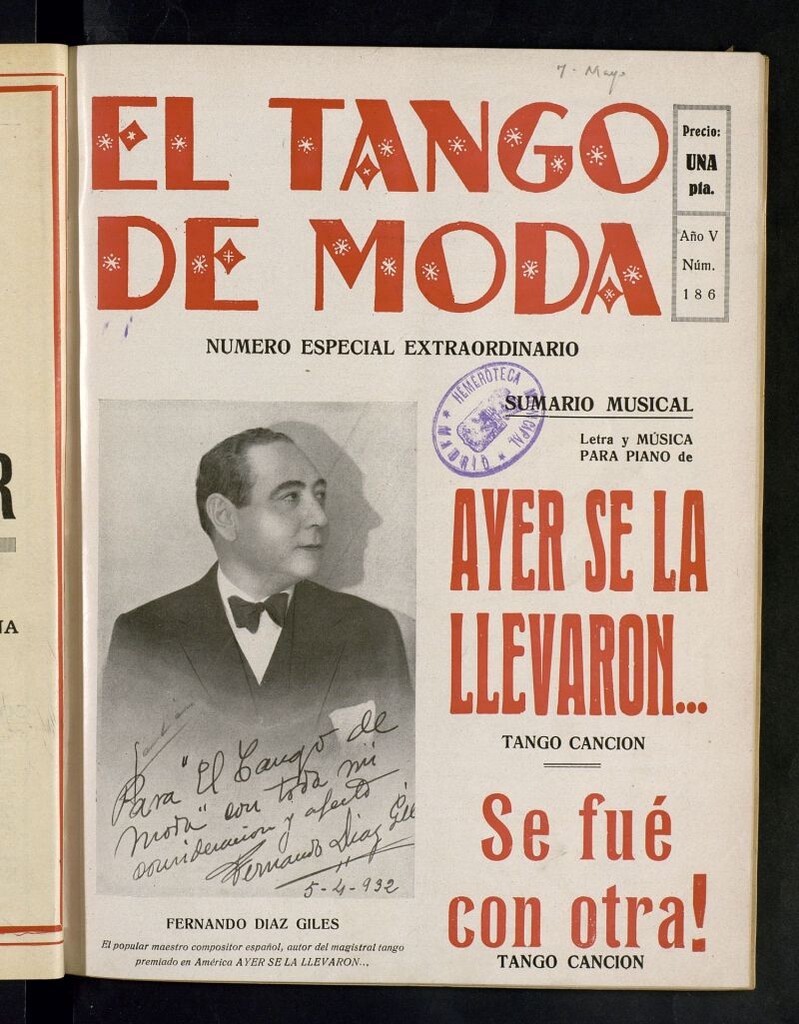 7 - Mayo
EL TANGO
DE MODA
Precio:
UNA
pta.
Año V
Núm.
186
NUMERO ESPECIAL EXTRAORDINARIO
HEMEROTECA MUNICIPAL
* MADRID *
SUMARIO MUSICAL
Letra y MÚSICA
PARA PIANO de
AYER SE LA
LLEVARON...
TANGO CANCION
Se fué
con otra!
TANGO CANCION
Para "El Tango de
moda" con toda mi
consideración y afecto
Fernando Diaz Giles
5-4-932
FERNANDO DIAZ GILES
El popular maestro compositor español, autor del magistral tango
premiado en América AYER SE LA LLEVARON...
R
NA